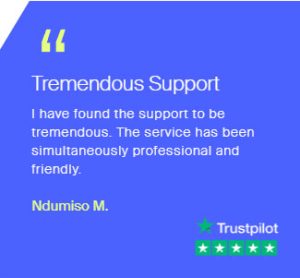 “
Tremendous Support
I have found the support to be
tremendous. The service has been
simultaneously professional and
friendly.
Ndumiso M.
Trustpilot